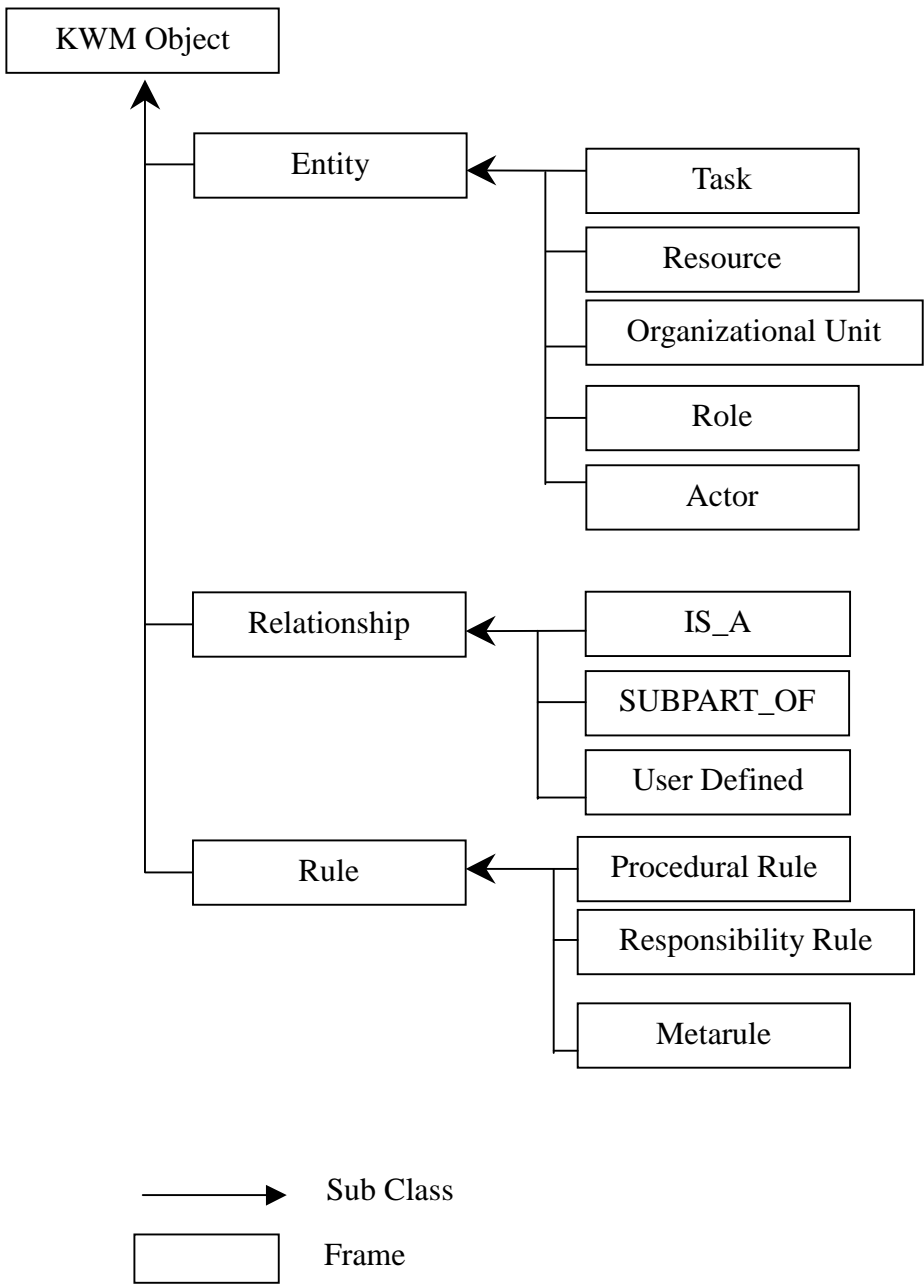 KWM Object
Entity
Task
Resource
Organizational Unit
Role
Actor
Relationship
IS_A
SUBPART_OF
User Defined
Rule
Procedural Rule
Responsibility Rule
Metarule
Sub Class
Frame